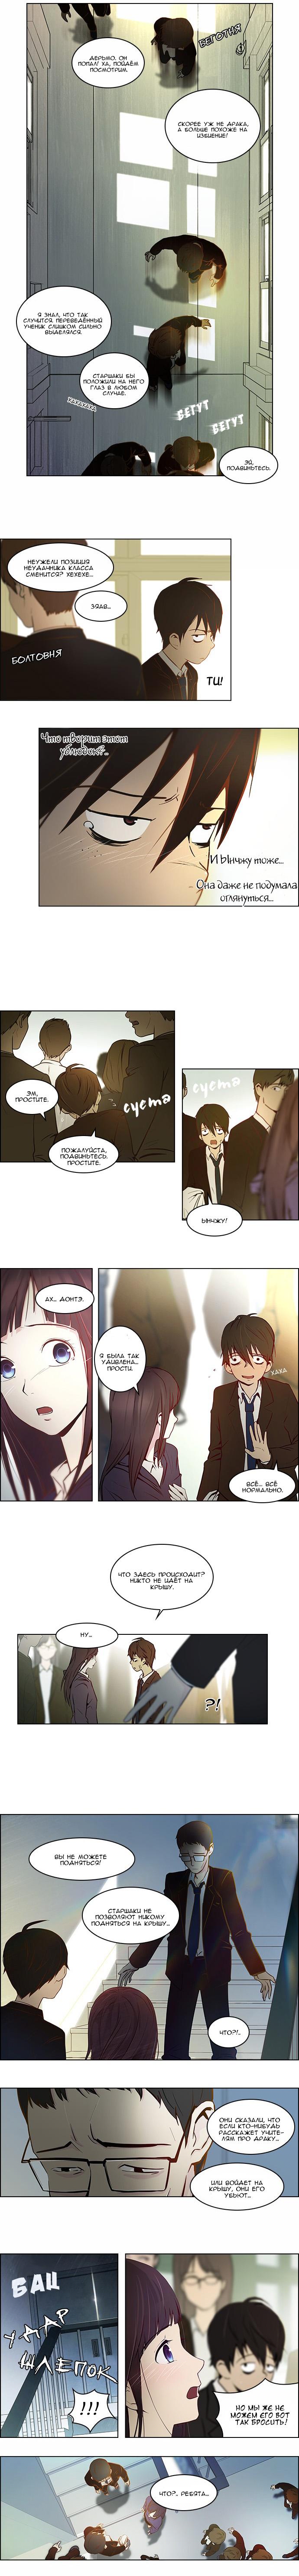 ДЕРЬМО. ОН
ПОПАЛ! ХА, ПОЙДЁМ
ПОСМОТРИМ.
БЕГОТНЯ
СКОРЕЕ УЖ НЕ ДРАКА,
А БОЛЬШЕ ПОХОЖЕ НА
ИЗБИЕНИЕ!
Я ЗНАЛ, ЧТО ТАК
СЛУЧИТСЯ. ПЕРЕВЕДЁННЫЙ
УЧЕНИК СЛИШКОМ СИЛЬНО
ВЫДЕЛЯЛСЯ.
СТАРШАКИ БЫ
ПОЛОЖИЛИ НА НЕГО
ГЛАЗ В ЛЮБОМ
СЛУЧАЕ.
ХАХАХАХА
БЕГУТ
БЕГУТ
ЭЙ,
ПОДВИНЬТЕСЬ.
НЕУЖЕЛИ ПОЗИЦИЯ
НЕУДАЧНИКА КЛАССА
СМЕНИТСЯ? ХЕХЕХЕ...
ЗЯАВ...
БОЛТОВНЯ
ТЦ!
Что творит этот
ублюдок?..
И Ынчжу тоже...
Она даже не подумала
оглянуться...
ЭМ,
ПРОСТИТЕ.
суета
ПОЖАЛУЙСТА,
ПОДВИНЬТЕСЬ.
ПРОСТИТЕ.
суета
ЫНЧЖУ!
АХ... ДОНТЭ.
Я БЫЛА ТАК
УДИВЛЕНА...
ПРОСТИ.
ХАХА
ВСЁ... ВСЁ
НОРМАЛЬНО.
ЧТО ЗДЕСЬ ПРОИСХОДИТ?
НИКТО НЕ ИДЁТ НА
КРЫШУ.
НУ...
?!
ВЫ НЕ МОЖЕТЕ
ПОДНЯТЬСЯ!
СТАРШАКИ НЕ
ПОЗВОЛЯЮТ НИКОМУ
ПОДНЯТЬСЯ НА КРЫШУ...
ЧТО?!..
ОНИ СКАЗАЛИ, ЧТО
ЕСЛИ КТО-НИБУДЬ
РАССКАЖЕТ УЧИТЕ-
ЛЯМ ПРО ДРАКУ...
ИЛИ ВОЙДЕТ НА
КРЫШУ, ОНИ ЕГО
УБЬЮТ...
БАЦ
УДАР
ШЛЕПОК
!!!
НО МЫ ЖЕ НЕ
МОЖЕМ ЕГО ВОТ
ТАК БРОСИТЬ!
ЧТО?.. РЕБЯТА...